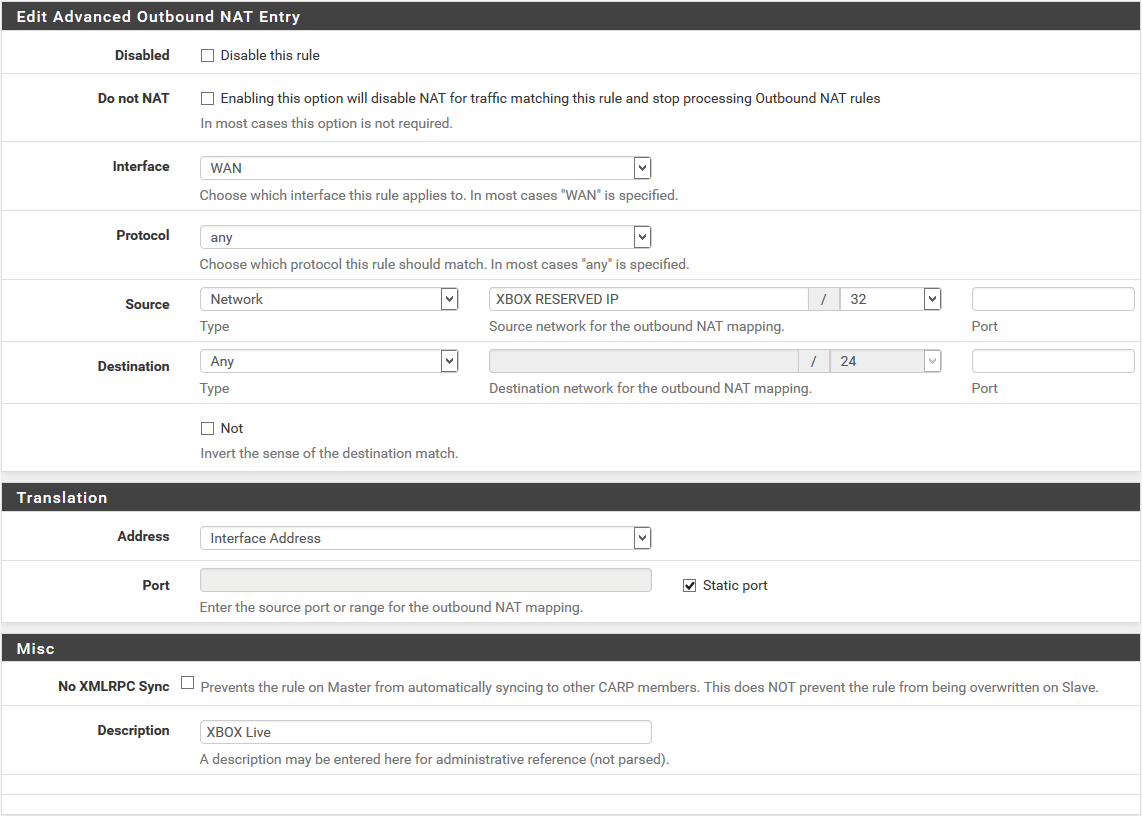 Edit Advanced Outbound NAT Entry
Disabled Disable this rule
Do not NAT Enabling this option will disable NAT for traffic matching this rule and stop processing Outbound NAT rules
In most cases this option is not required.
Interface WAN
Choose which interface this rule applies to. In most cases "WAN" is specified.
Protocol any
Choose which protocol this rule should match. In most cases "any" is specified.
Source Network XBOX RESERVED IP / 32
Type Source network for the outbound NAT mapping. Port
Destination Any / 24
Type Destination network for the outbound NAT mapping. Port
Not
Invert the sense of the destination match.
Translation
Address Interface Address
Port Static port
Enter the source port or range for the outbound NAT mapping.
Misc
No XMLRPC Sync Prevents the rule on Master from automatically syncing to other CARP members. This does NOT prevent the rule from being overwritten on Slave.
Description XBOX Live
A description may be entered here for administrative reference (not parsed).